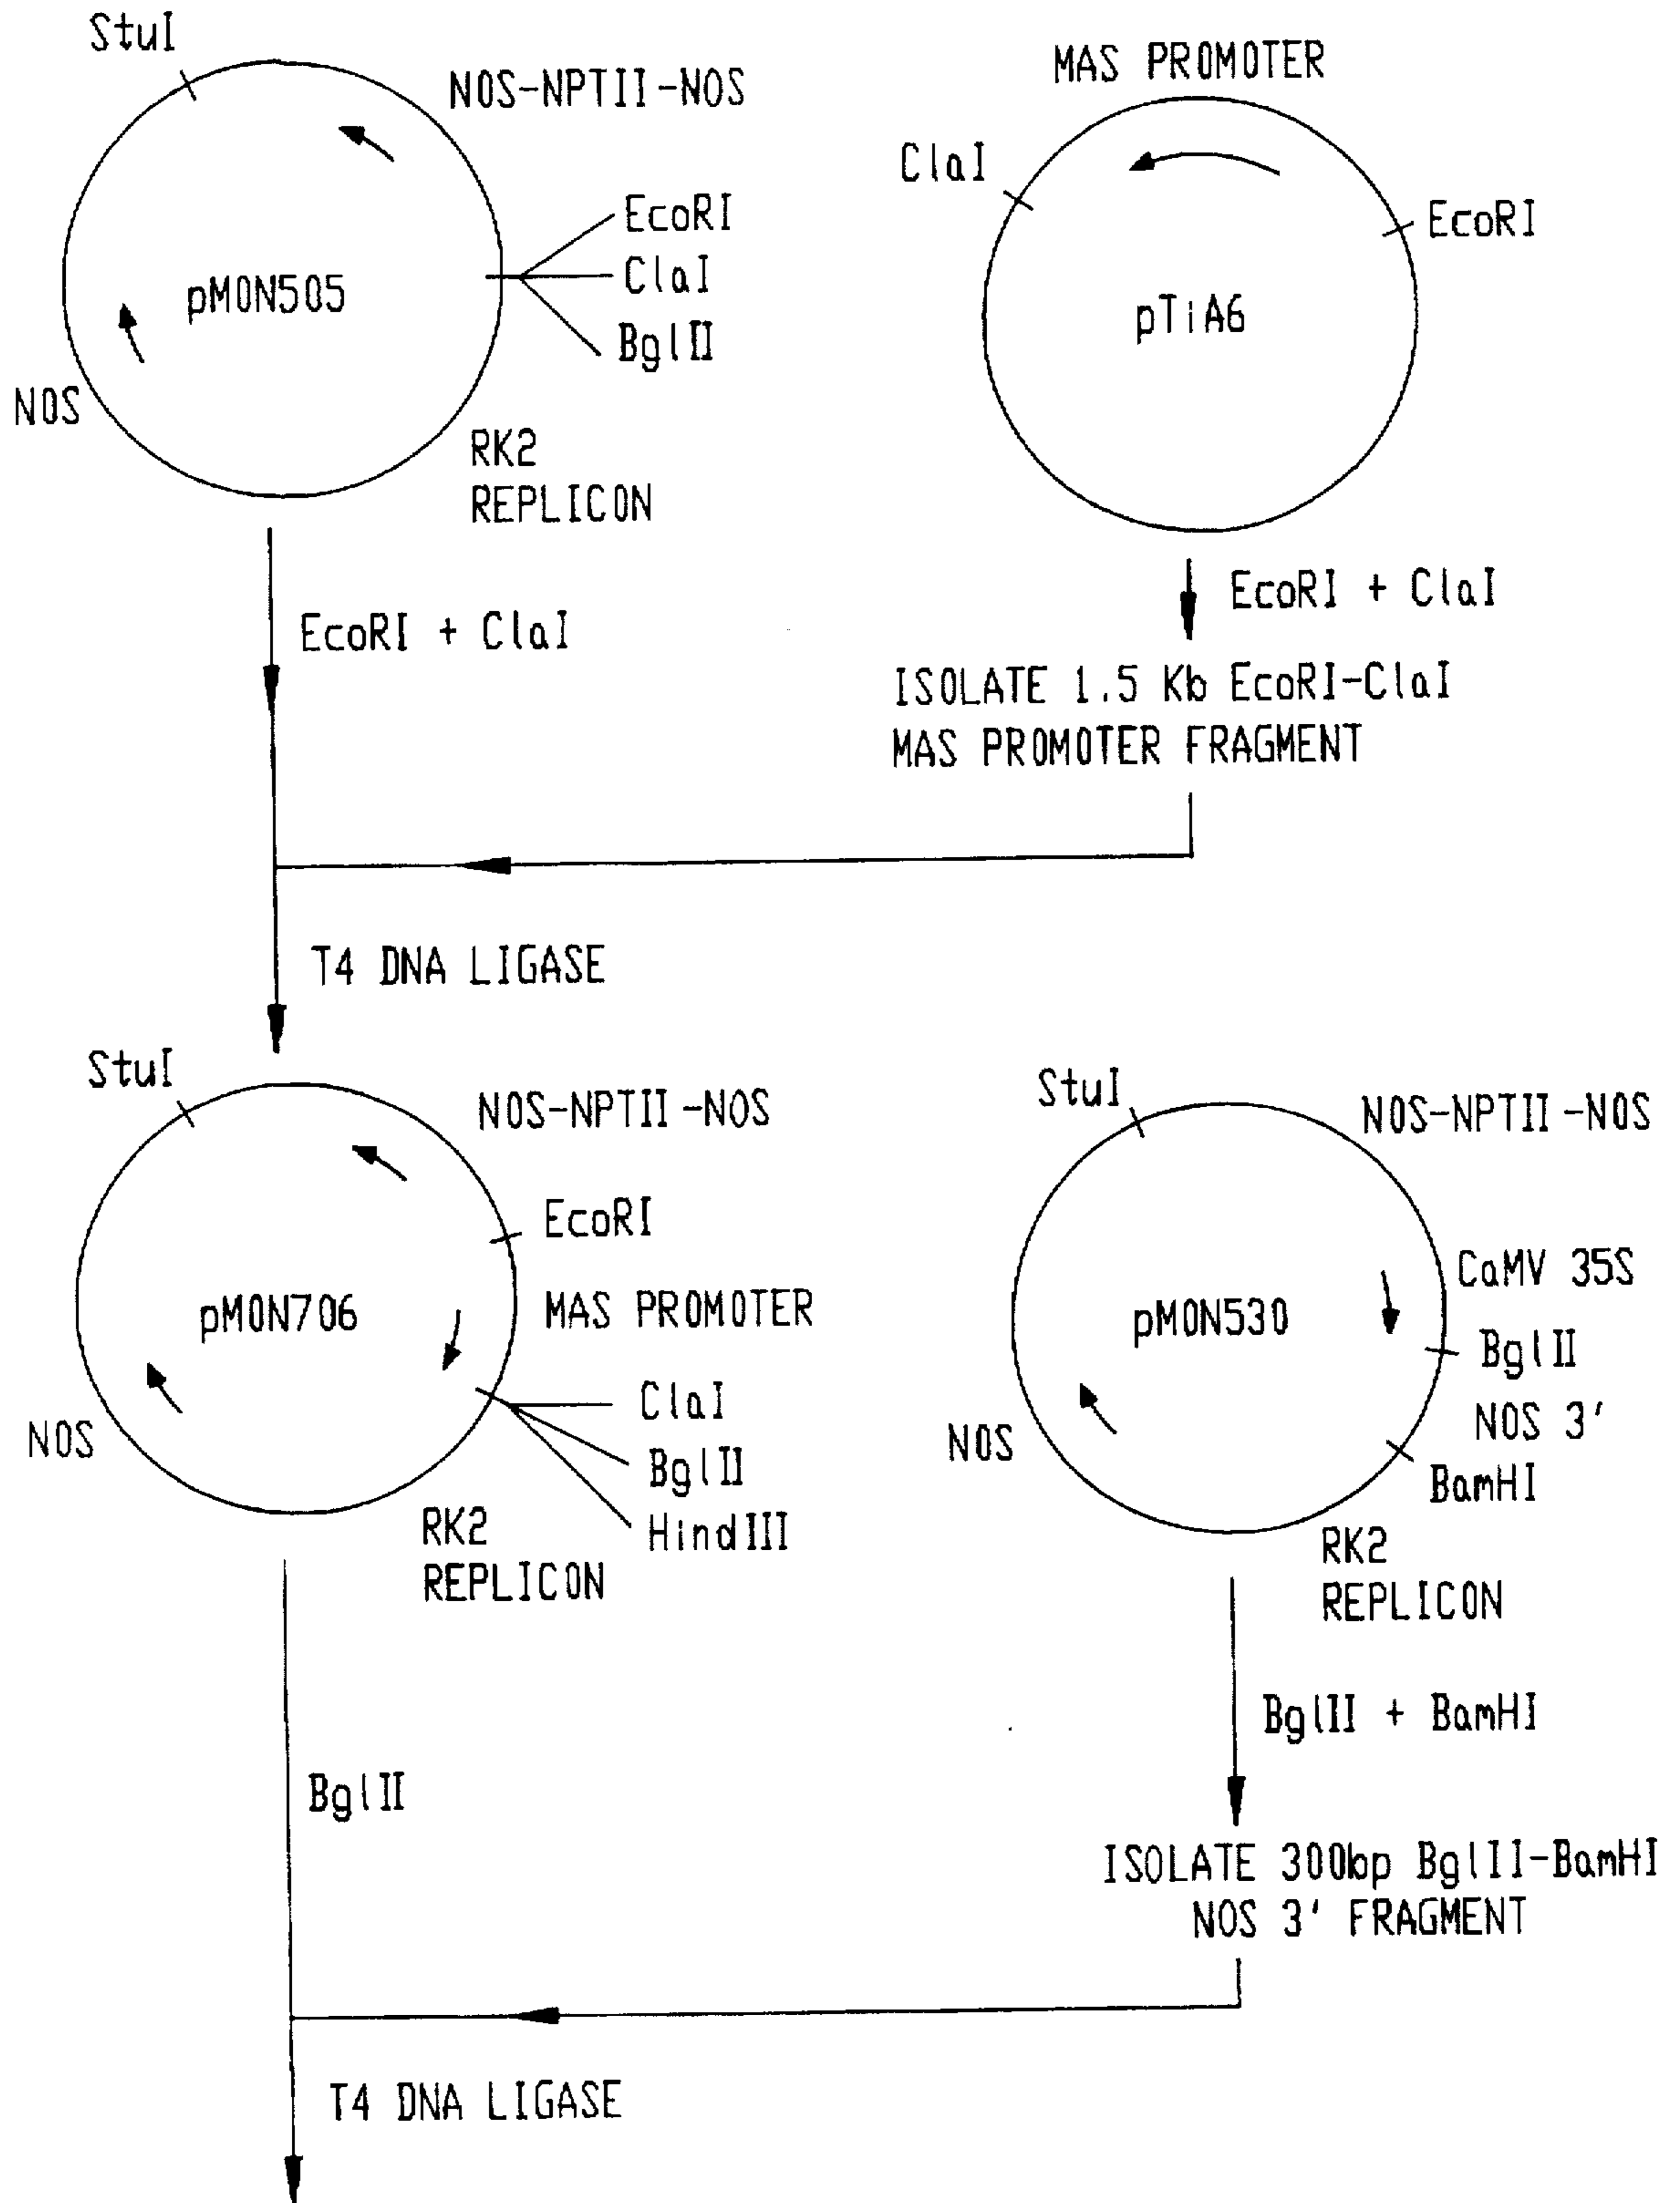 StuI
NOS-NPTII-NOS
EcoRI
ClaI
BglII
pMON505
NOS
RK2
REPLICON
MAS PROMOTER
ClaI
EcoRI
pTiA6
EcoRI + ClaI
EcoRI + ClaI
ISOLATE 1.5 Kb EcoRI-ClaI
MAS PROMOTER FRAGMENT
T4 DNA LIGASE
StuI
NOS-NPTII-NOS
EcoRI
pMON706
MAS PROMOTER
ClaI
BglII
HindIII
NOS
RK2
REPLICON
StuI
NOS-NPTII-NOS
CaMV 35S
pMON530
BglII
NOS 3'
BamHI
NOS
RK2
REPLICON
BglII
BglII + BamHI
ISOLATE 300bp BglII-BamHI
NOS 3' FRAGMENT
T4 DNA LIGASE